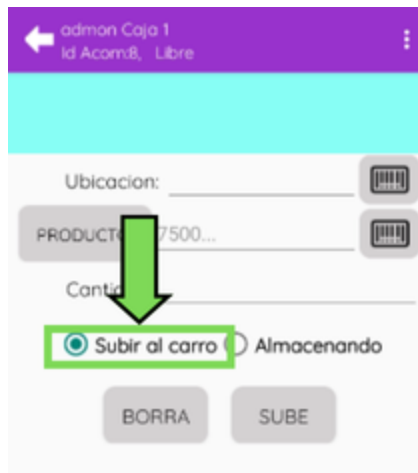 admon Caja 1
Id Acom:8, Libre
Ubicacion:
PRODUCTO 7500...
Subir al carro Almacenando
BORRA SUBE